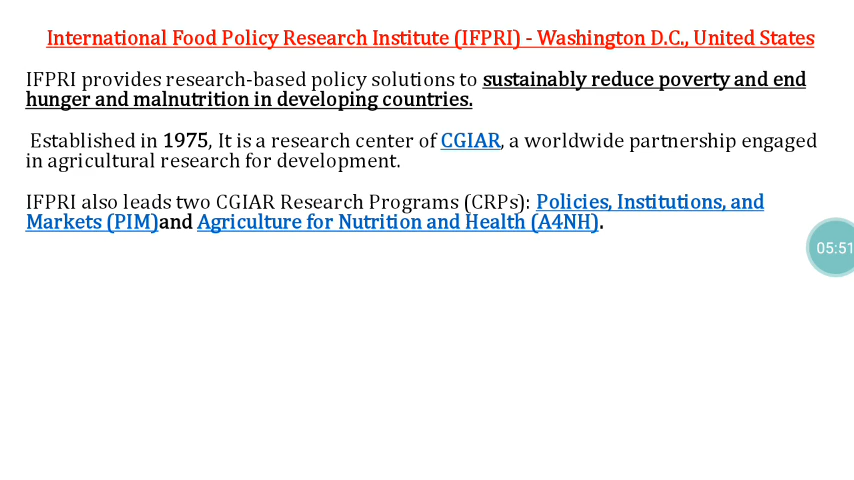 International Food Policy Research Institute (IFPRI) - Washington D.C., United States
IFPRI provides research-based policy solutions to sustainably reduce poverty and end
hunger and malnutrition in developing countries.
Established in 1975, It is a research center of CGIAR, a worldwide partnership engaged
in agricultural research for development.
IFPRI also leads two CGIAR Research Programs (CRPs): Policies, Institutions, and
Markets (PIM)and Agriculture for Nutrition and Health (A4NH).
05:51